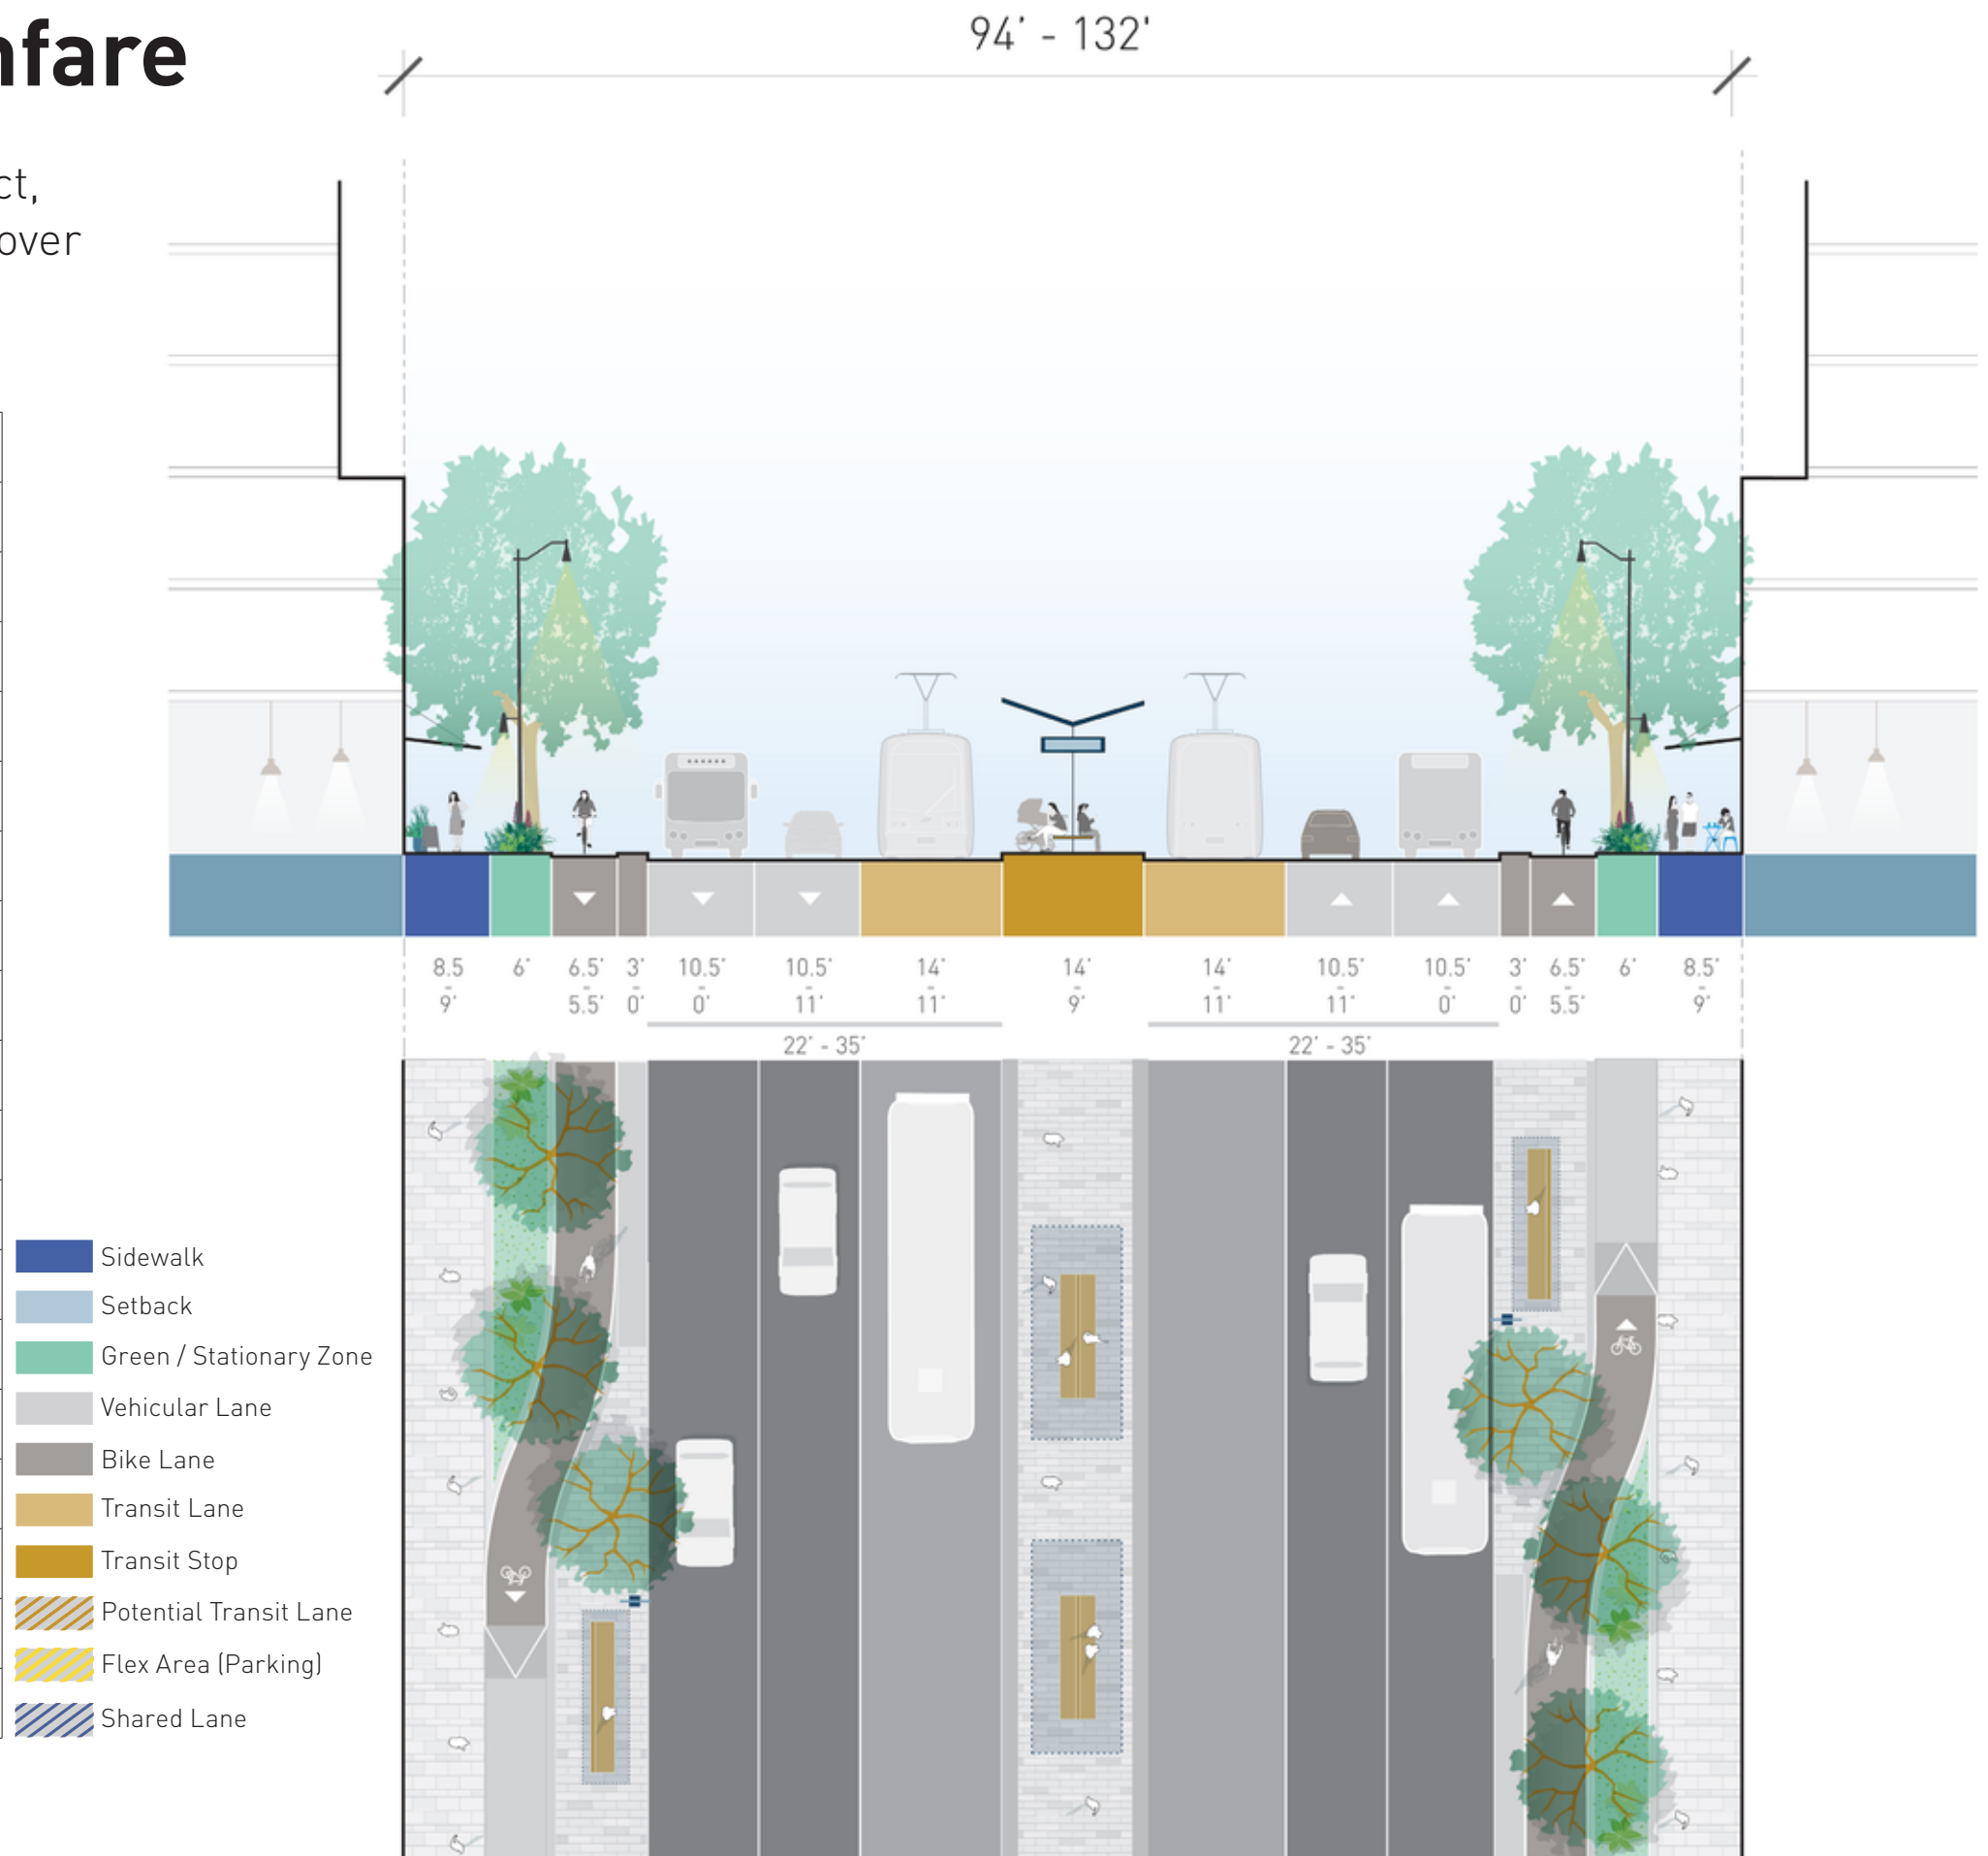 nfare
ct,
over
94' - 132'
8.5 6' 6.5' 3' 10.5' 10.5' 14' 14' 14' 10.5' 10.5' 3' 6.5' 6' 8.5'
- - - - - - - - - - - - -
9' 5.5' 0' 0' 11' 11' 9' 11' 11' 0' 0' 5.5' 9'
22' - 35' 22' - 35'
Sidewalk
Setback
Green / Stationary Zone
Vehicular Lane
Bike Lane
Transit Lane
Transit Stop
Potential Transit Lane
Flex Area (Parking)
Shared Lane